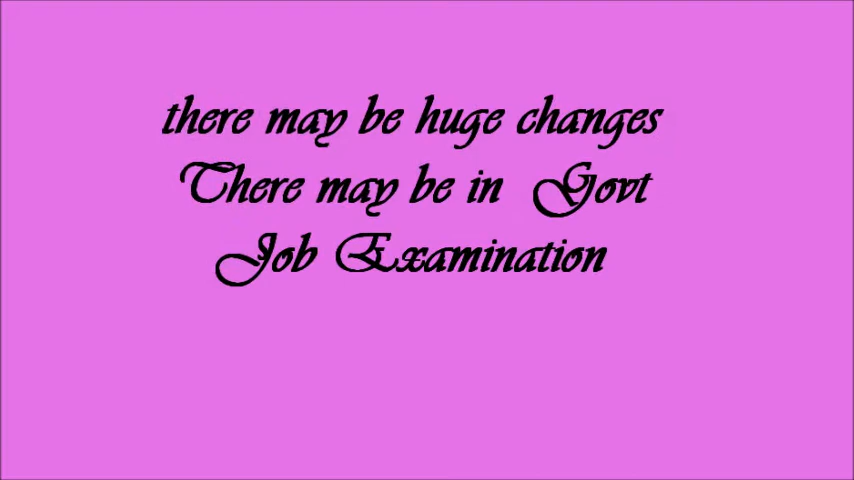 there may be huge changes
There may be in Govt
Job Examination